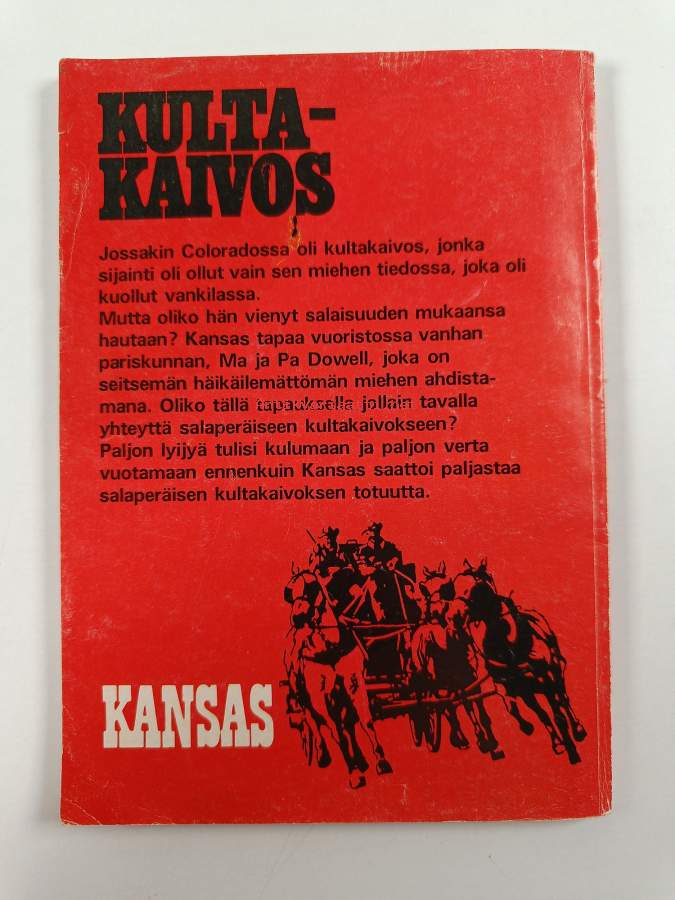 KULTA-
KAIVOS
Jossakin Coloradossa oli kultakaivos, jonka
sijainti oli ollut vain sen miehen tiedossa, joka oli
kuollut vankilassa.
Mutta oliko hän vienyt salaisuuden mukaansa
hautaan? Kansas tapaa vuoristossa vanhan
pariskunnan, Ma ja Pa Dowell, joka on
seitsemän häikäilemättömän miehen ahdista-
mana. Oliko tällä tapauksella jollain tavalla
yhteyttä salaperäiseen kultakaivokseen?
Paljon lyijyä tulisi kulumaan ja paljon verta
vuotamaan ennenkuin Kansas saattoi paljastaa
salaperäisen kultakaivoksen totuutta.
KANSAS